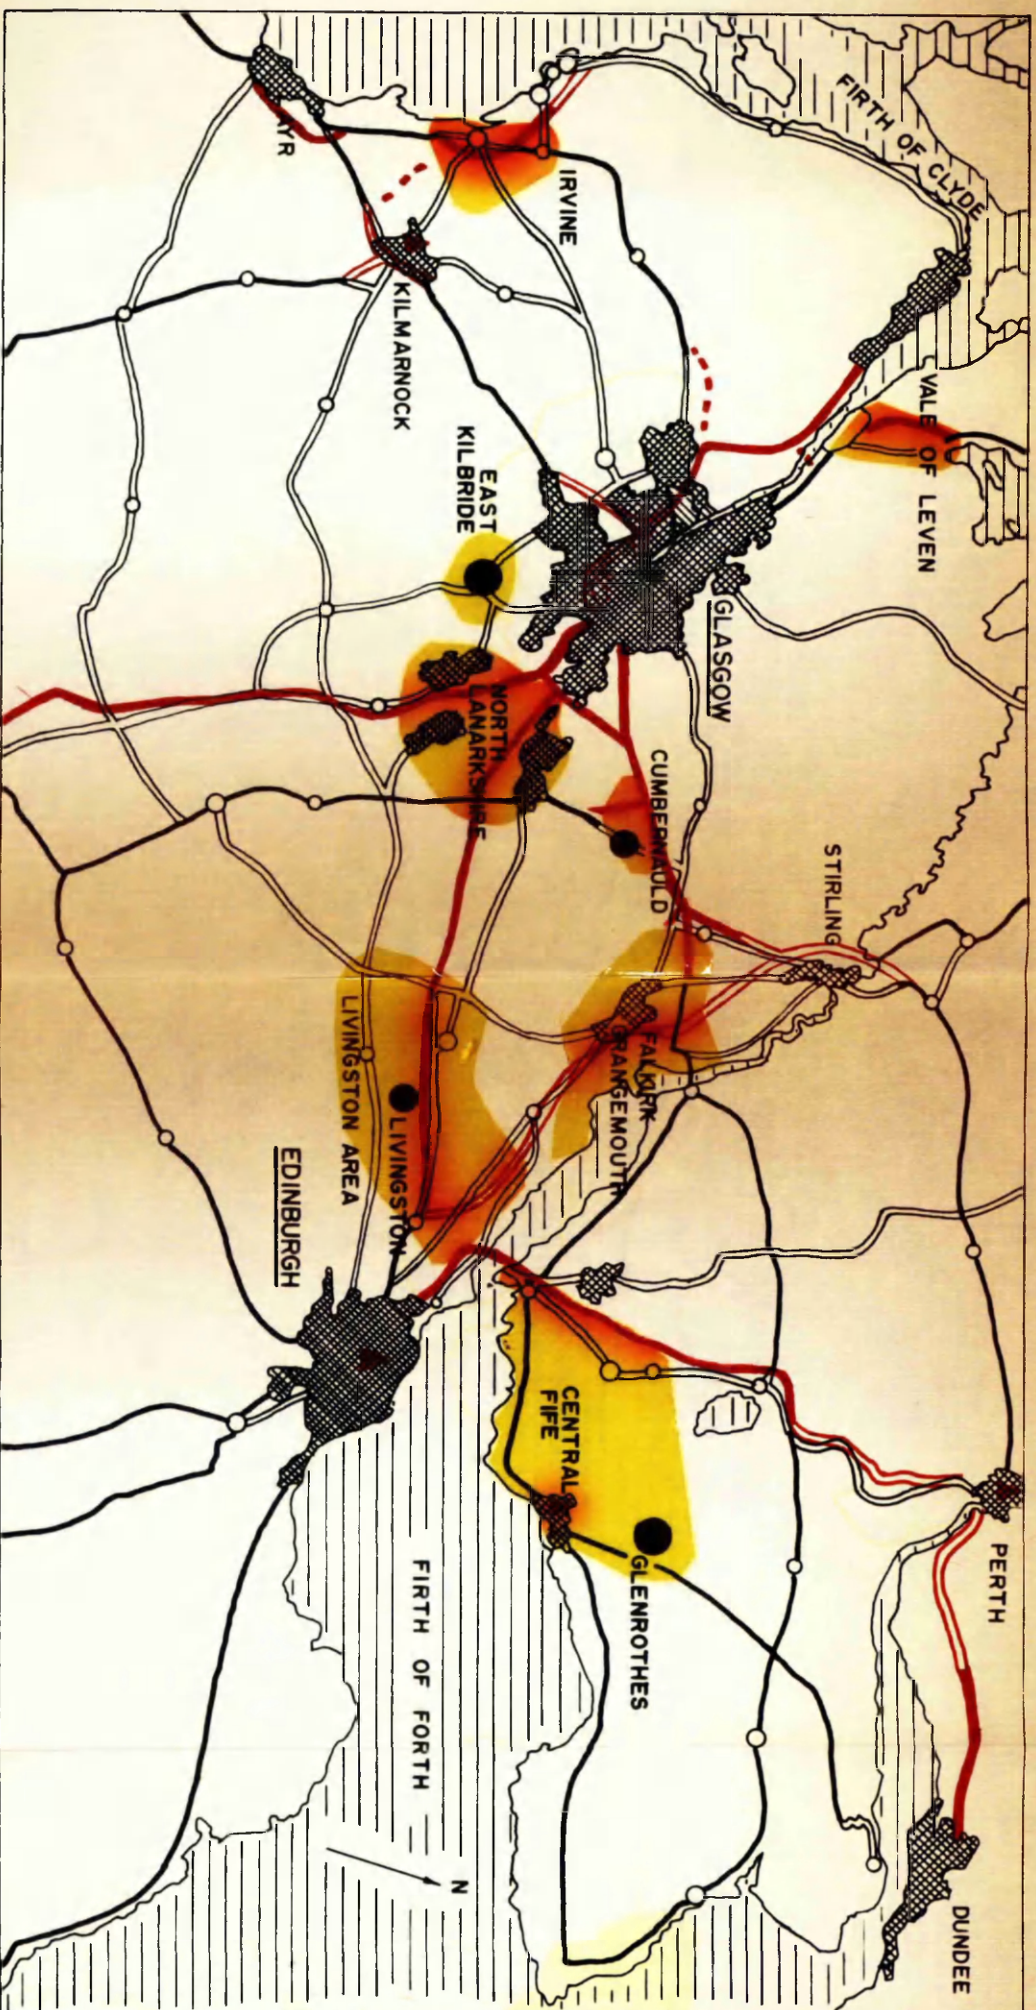 FIRTH OF CLYDE
VALE OF LEVEN
STIRLING
PERTH
DUNDEE
IRVINE
GLASGOW
CUMBERNAULD
FALKIRK
GRANGEMOUTH
GLENROTHES
AYR
KILMARNOCK
EAST
KILBRIDE
NORTH
LANARKSHIRE
LIVINGSTON
LIVINGSTON AREA
CENTRAL
FIFE
EDINBURGH
FIRTH OF FORTH
N